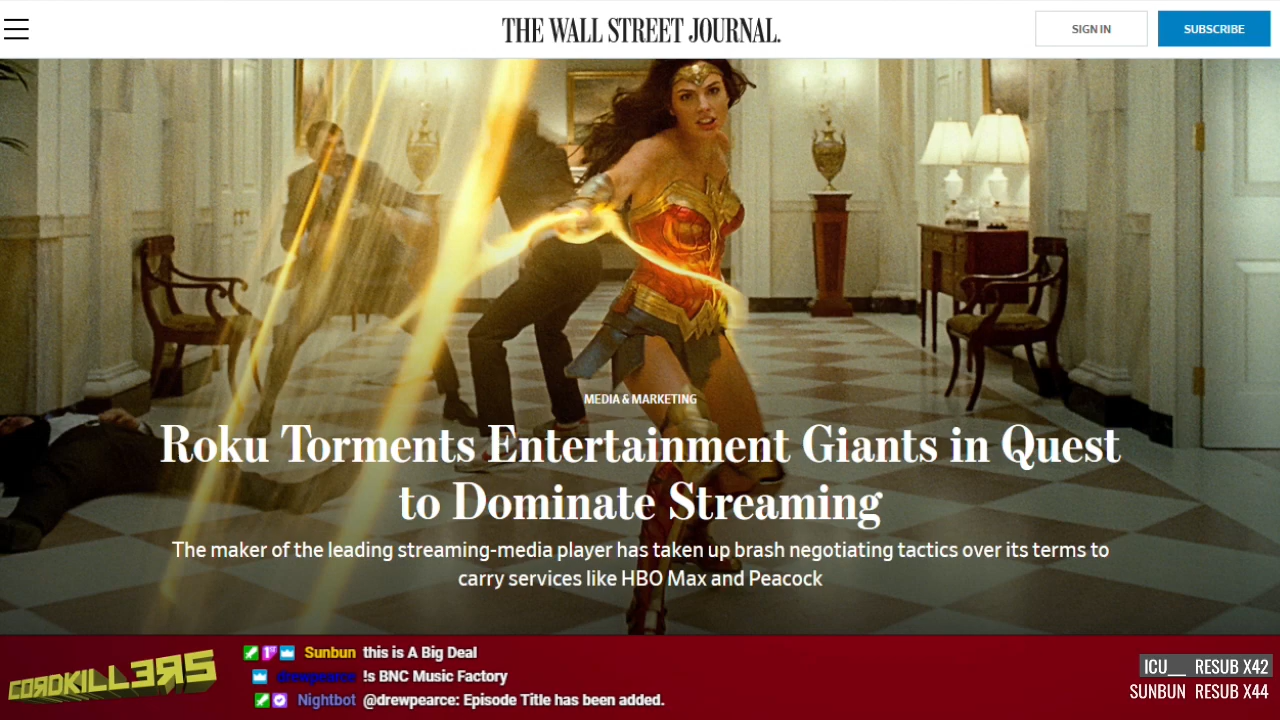 THE WALL STREET JOURNAL.
SIGN IN
SUBSCRIBE
MEDIA & MARKETING
Roku Torments Entertainment Giants in Quest
to Dominate Streaming
The maker of the leading streaming-media player has taken up brash negotiating tactics over its terms to
carry services like HBO Max and Peacock
CORDKILLERS
1st Sunbun this is A Big Deal
drewpearce !s BNC Music Factory
Nightbot @drewpearce: Episode Title has been added.
ICU__ RESUB X42
SUNBUN RESUB X44